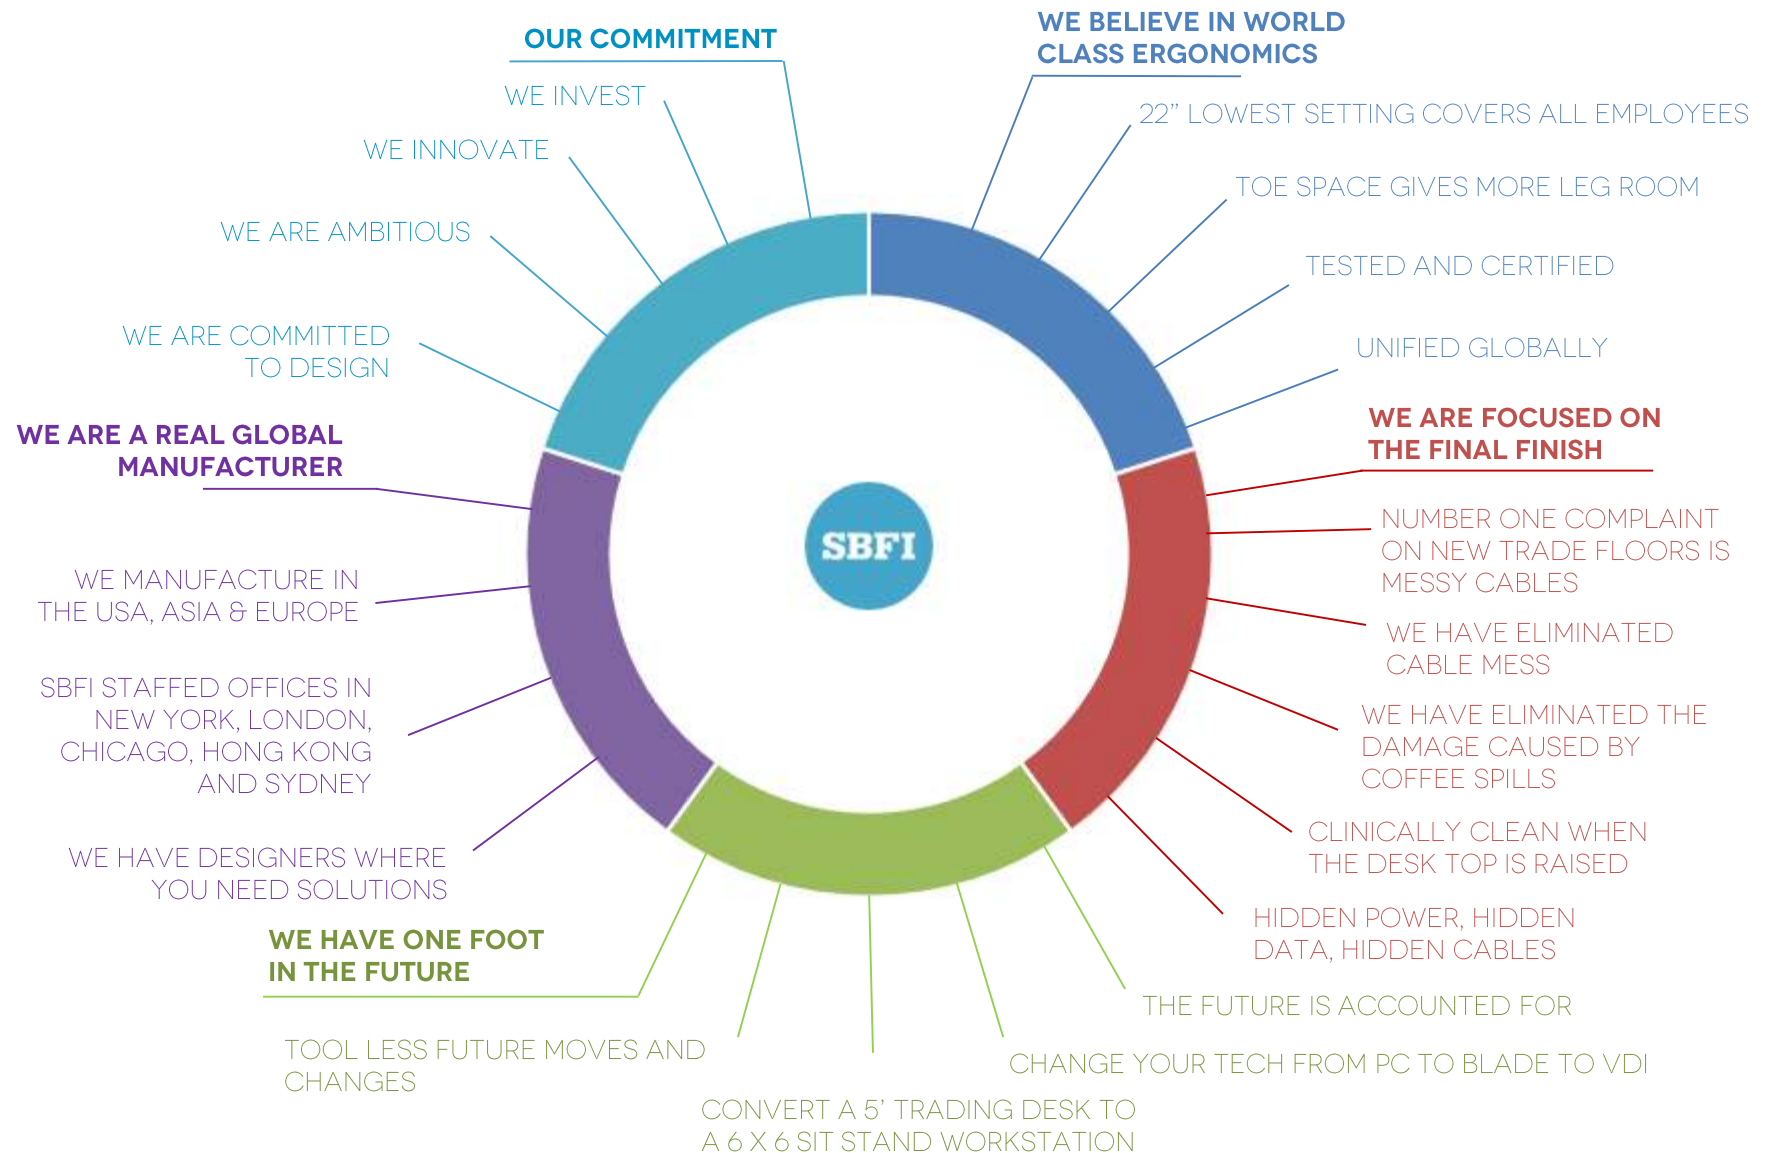 OUR COMMITMENT
WE INVEST
WE INNOVATE
WE ARE AMBITIOUS
WE ARE COMMITTED
TO DESIGN
WE BELIEVE IN WORLD
CLASS ERGONOMICS
22” LOWEST SETTING COVERS ALL EMPLOYEES
TOE SPACE GIVES MORE LEG ROOM
TESTED AND CERTIFIED
UNIFIED GLOBALLY
WE ARE FOCUSED ON
THE FINAL FINISH
NUMBER ONE COMPLAINT
ON NEW TRADE FLOORS IS
MESSY CABLES
WE HAVE ELIMINATED
CABLE MESS
WE HAVE ELIMINATED THE
DAMAGE CAUSED BY
COFFEE SPILLS
CLINICALLY CLEAN WHEN
THE DESK TOP IS RAISED
HIDDEN POWER, HIDDEN
DATA, HIDDEN CABLES
SBFI
WE ARE A REAL GLOBAL
MANUFACTURER
WE MANUFACTURE IN
THE USA, ASIA & EUROPE
SBFI STAFFED OFFICES IN
NEW YORK, LONDON,
CHICAGO, HONG KONG
AND SYDNEY
WE HAVE DESIGNERS WHERE
YOU NEED SOLUTIONS
WE HAVE ONE FOOT
IN THE FUTURE
TOOL LESS FUTURE MOVES AND
CHANGES
CONVERT A 5’ TRADING DESK TO
A 6 X 6 SIT STAND WORKSTATION
CHANGE YOUR TECH FROM PC TO BLADE TO VDI
THE FUTURE IS ACCOUNTED FOR